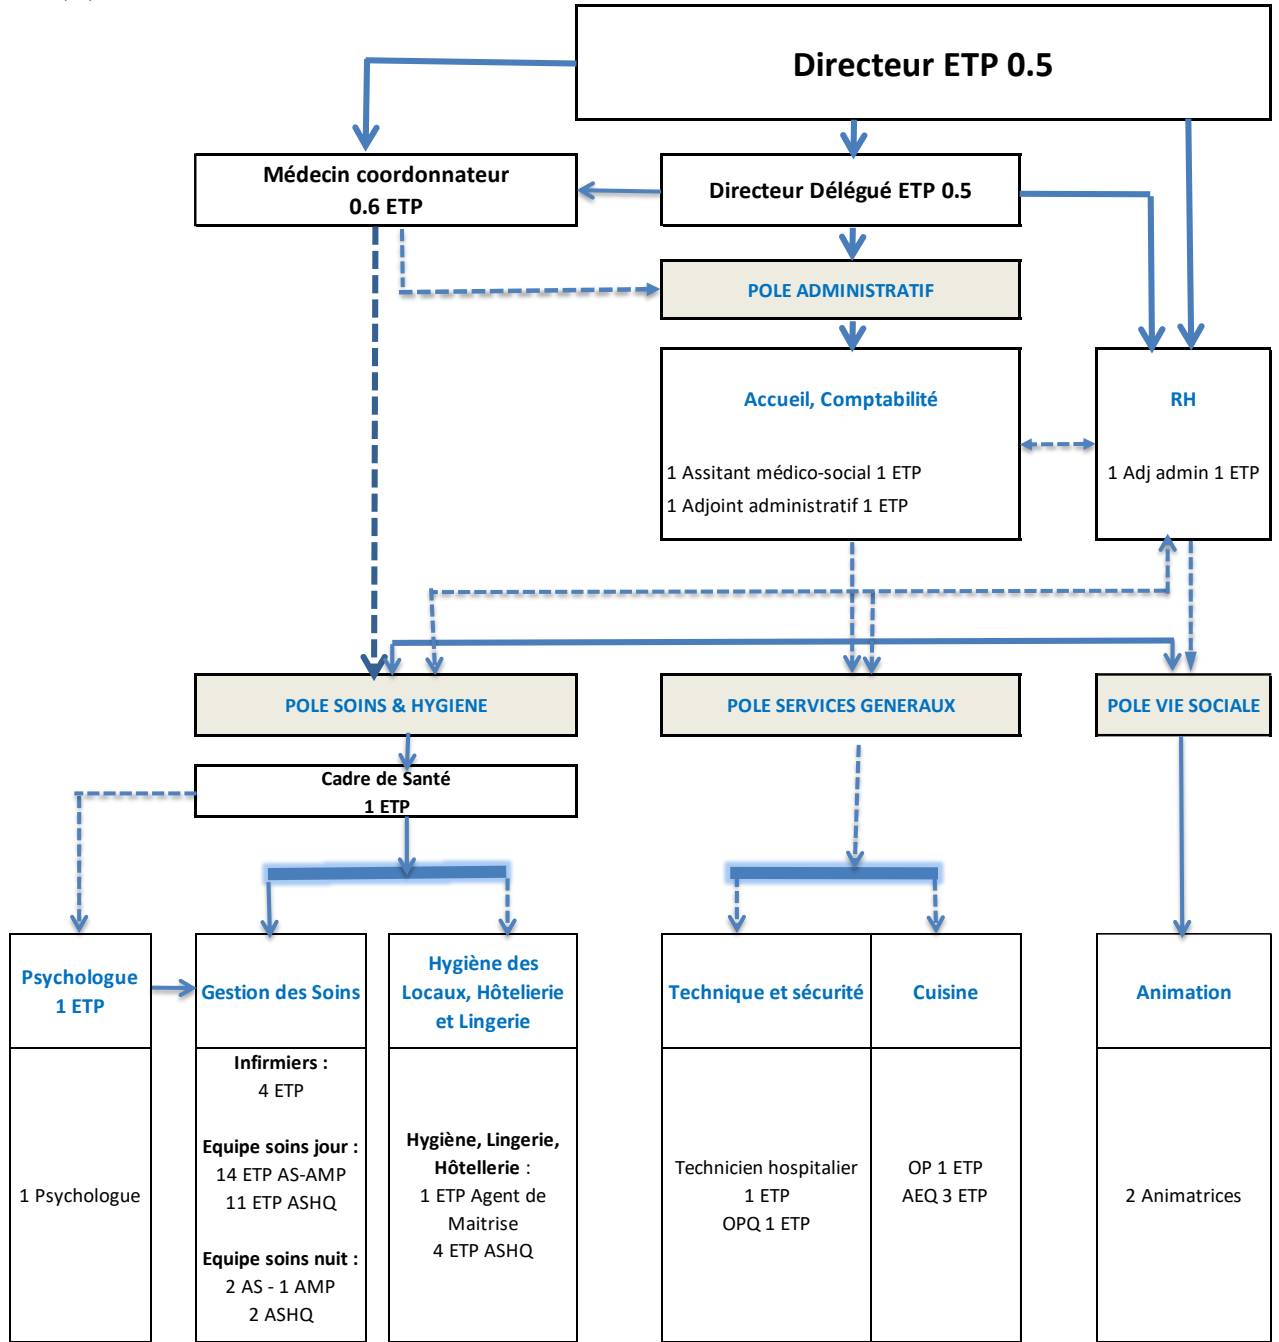 Directeur ETP 0.5
Médecin coordonnateur
0.6 ETP
Directeur Délégué ETP 0.5
POLE ADMINISTRATIF
Accueil, Comptabilité
1 Assitant médico-social 1 ETP
1 Adjoint administratif 1 ETP
RH
1 Adj admin 1 ETP
POLE SOINS & HYGIENE
POLE SERVICES GENERAUX
POLE VIE SOCIALE
Cadre de Santé
1 ETP
Psychologue
1 ETP
Gestion des Soins
Hygiène des
Locaux, Hôtelierie
et Lingerie
Technique et sécurité
Cuisine
Animation
1 Psychologue
Infirmiers :
4 ETP
Equipe soins jour :
14 ETP AS-AMP
11 ETP ASHQ
Equipe soins nuit :
2 AS - 1 AMP
2 ASHQ
Hygiène, Lingerie,
Hôtellerie :
1 ETP Agent de
Maitrise
4 ETP ASHQ
Technicien hospitalier
1 ETP
OPQ 1 ETP
OP 1 ETP
AEQ 3 ETP
2 Animatrices